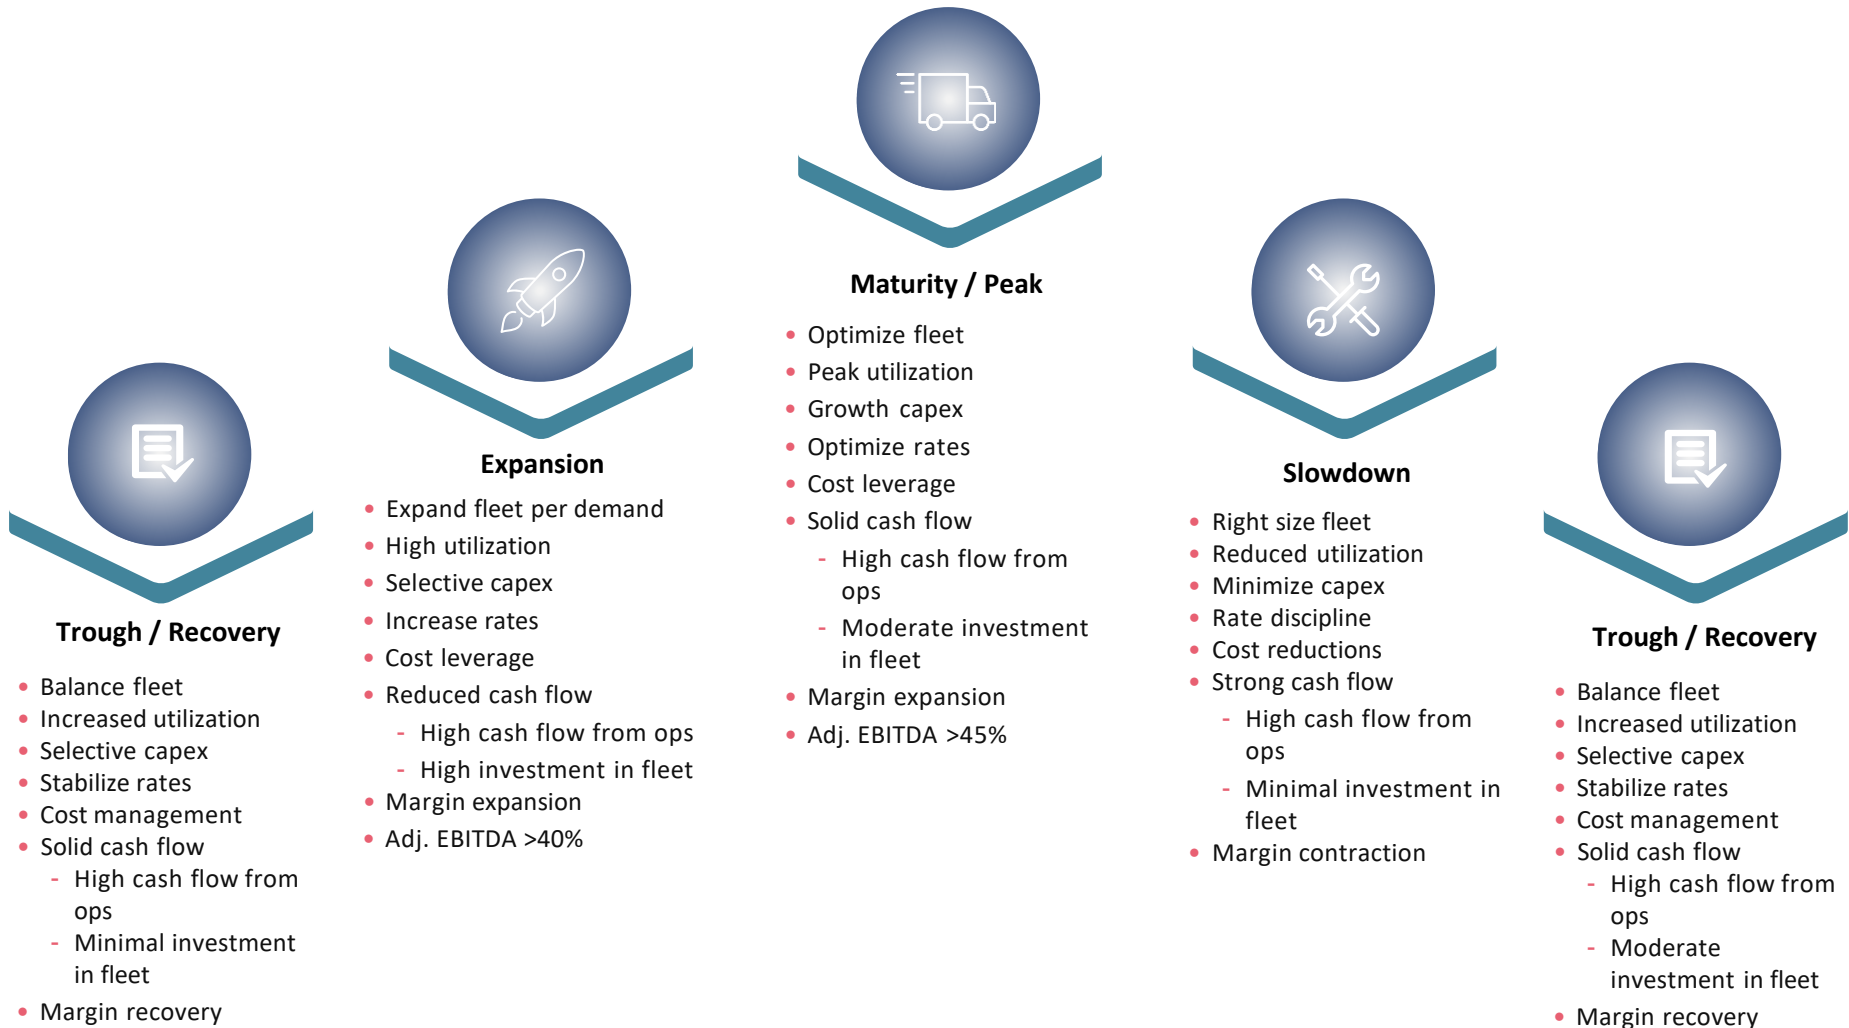 Trough / Recovery
• Balance fleet
• Increased utilization
• Selective capex
• Stabilize rates
• Cost management
• Solid cash flow
- High cash flow from
ops
- Minimal investment
in fleet
• Margin recovery
Expansion
• Expand fleet per demand
• High utilization
• Selective capex
• Increase rates
• Cost leverage
• Reduced cash flow
- High cash flow from ops
- High investment in fleet
• Margin expansion
• Adj. EBITDA >40%
Maturity / Peak
• Optimize fleet
• Peak utilization
• Growth capex
• Optimize rates
• Cost leverage
• Solid cash flow
- High cash flow from
ops
- Moderate investment
in fleet
• Margin expansion
• Adj. EBITDA >45%
Slowdown
• Right size fleet
• Reduced utilization
• Minimize capex
• Rate discipline
• Cost reductions
• Strong cash flow
- High cash flow from
ops
- Minimal investment in
fleet
• Margin contraction
Trough / Recovery
• Balance fleet
• Increased utilization
• Selective capex
• Stabilize rates
• Cost management
• Solid cash flow
- High cash flow from
ops
- Moderate
investment in fleet
• Margin recovery